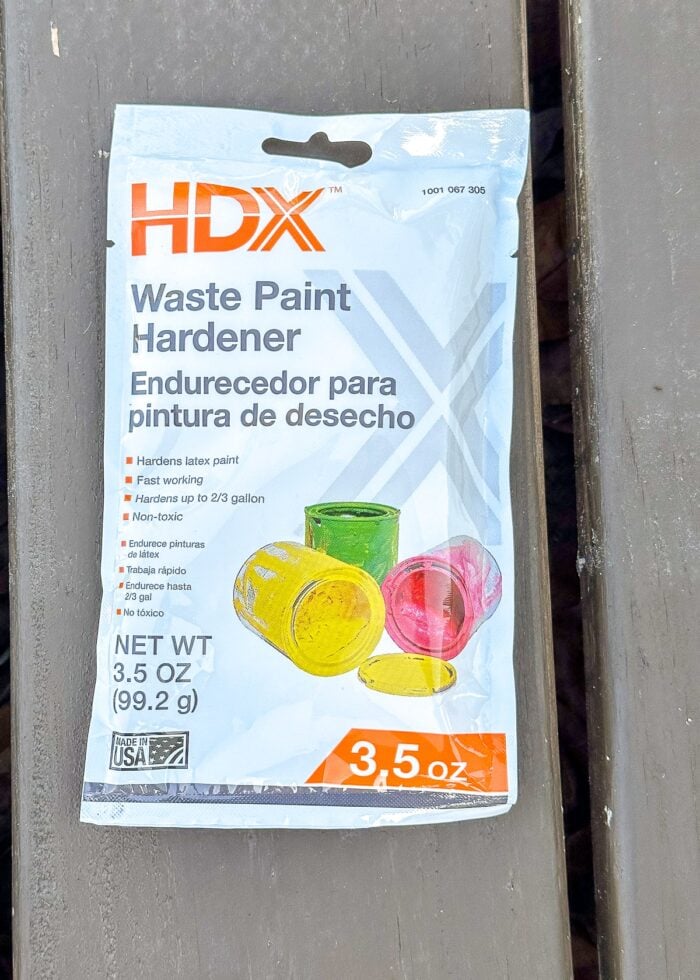 HDX™
1001 067 305
Waste Paint
Hardener
Endurecedor para
pintura de desecho
Hardens latex paint
Fast working
Hardens up to 2/3 gallon
Non-toxic
Endurece pinturas
de látex
Trabaja rápido
Endurece hasta
2/3 gal
No tóxico
NET WT
3.5 OZ
(99.2 g)
MADE IN
USA
3.5 OZ